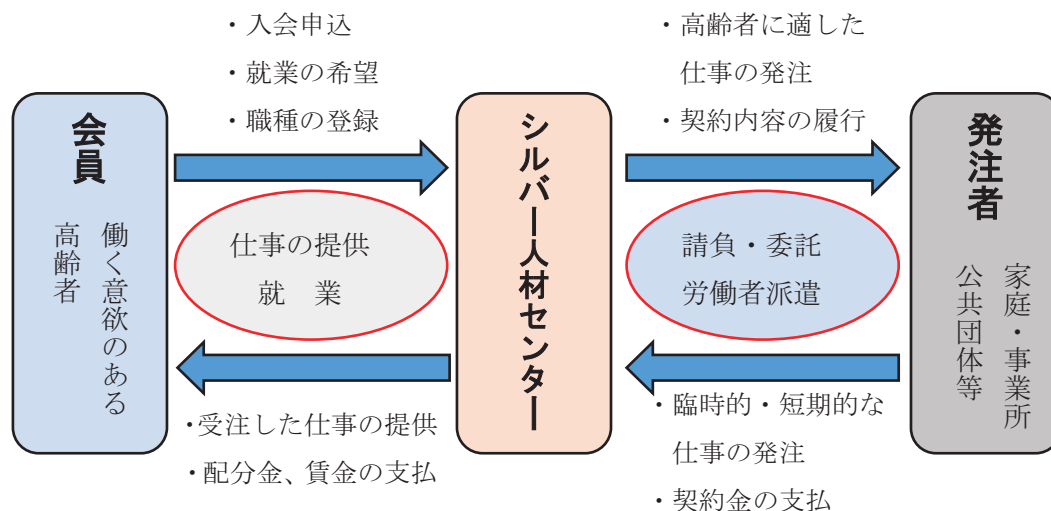 ・入会申込
・就業の希望
・職種の登録
・高齢者に適した
仕事の発注
・契約内容の履行
会員
働く意欲のある
高齢者
仕事の提供
就　業
シルバー人材センター
請負・委託
労働者派遣
発注者
家庭・事業所
公共団体等
・受注した仕事の提供
・配分金、賃金の支払
・臨時的・短期的な
仕事の発注
・契約金の支払